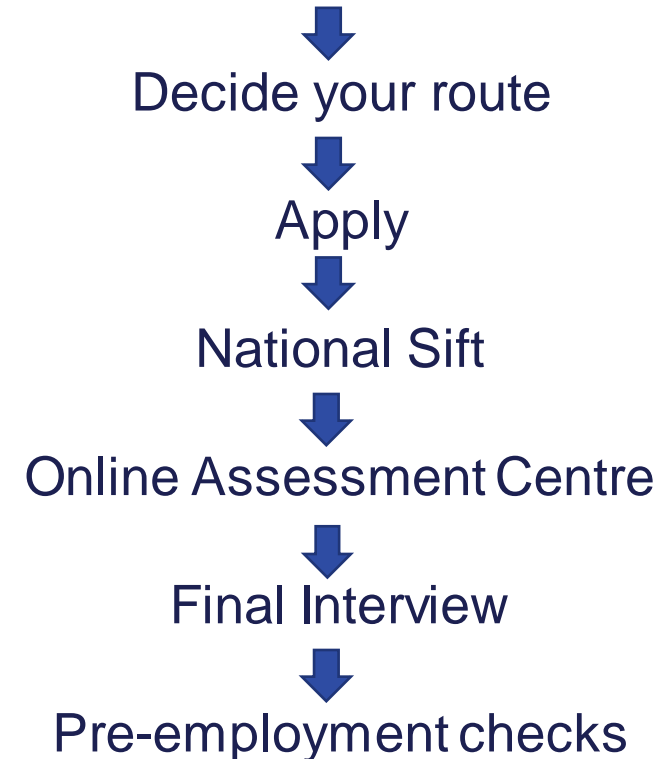 Decide your route
Apply
National Sift
Online Assessment Centre
Final Interview
Pre-employment checks